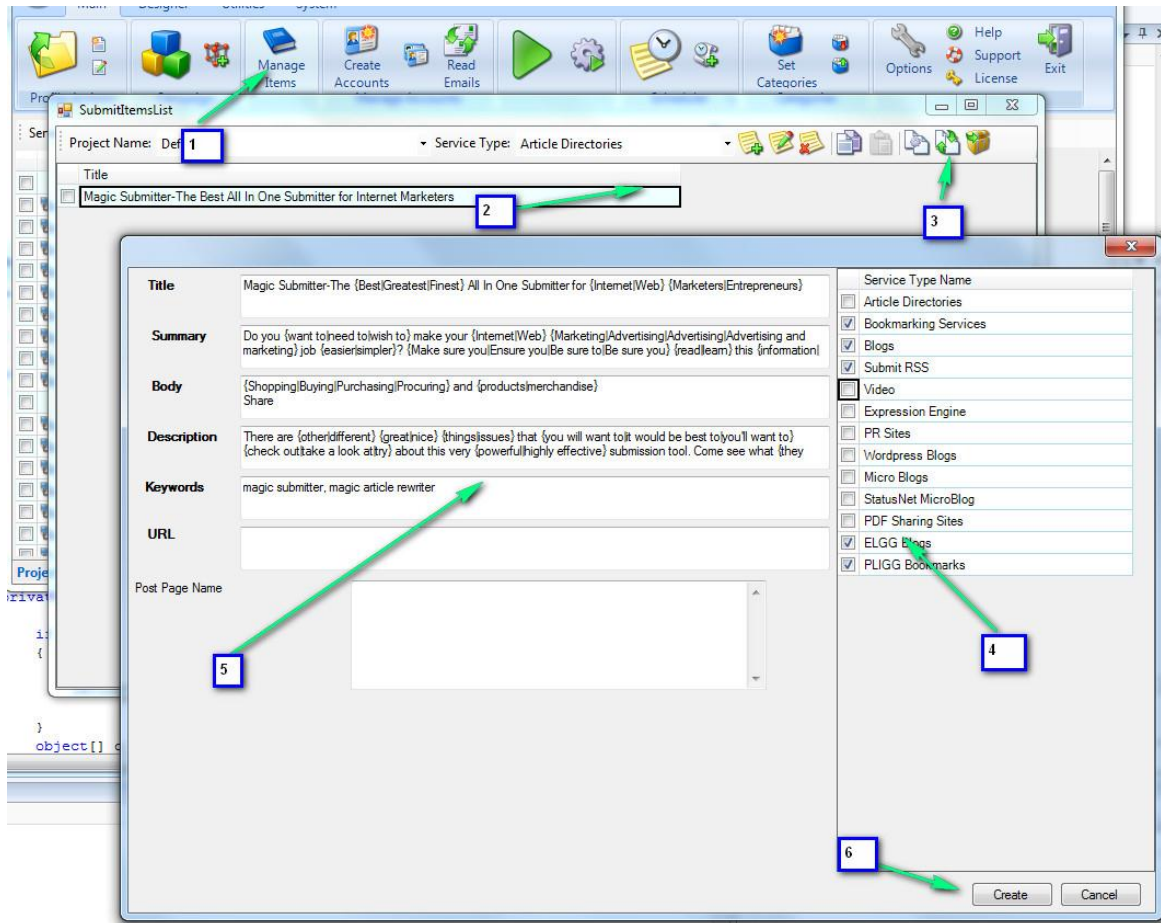 Main Designer Utilities System
Manage Items
Create Accounts
Read Emails
Set Categories
Options
Help
Support
License
Exit
SubmitItemsList
1
Project Name:
Service Type: Article Directories
Title
Magic Submitter-The Best All In One Submitter for Internet Marketers
2
3
Title
Magic Submitter-The {Best|Greatest|Finest} All In One Submitter for {Internet|Web} {Marketers|Entrepreneurs}
Summary
Do you {want to|need to|wish to} make your {Internet|Web} {Marketing|Advertising|Advertising|Advertising and
marketing} job {easier|simpler}? {Make sure you|Ensure you|Be sure to|Be sure you} {read|learn} this {information|
Body
{Shopping|Buying|Purchasing|Procuring} and {products|merchandise}
Share
Description
There are {other|different} {great|nice} {things|issues} that {you will want to|it would be best to|you'll want to}
{check out|take a look at|try} about this very {powerful|highly effective} submission tool. Come see what {they
Keywords
magic submitter, magic article rewriter
URL
Post Page Name
5
Service Type Name
Article Directories
Bookmarking Services
Blogs
Submit RSS
Video
Expression Engine
PR Sites
Wordpress Blogs
Micro Blogs
StatusNet MicroBlog
PDF Sharing Sites
ELGG Blogs
PLIGG Bookmarks
4
6
Create
Cancel
{
}
object[]